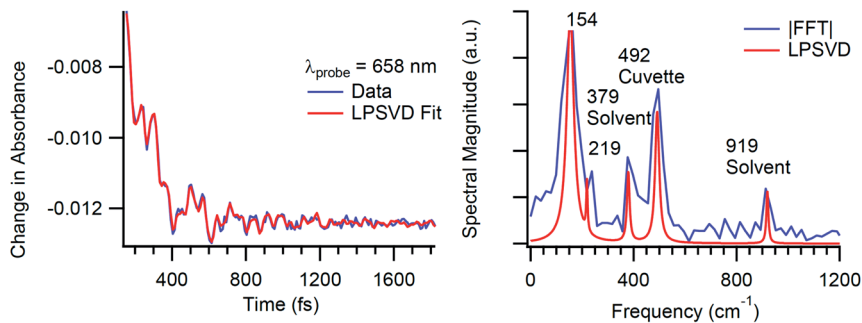 -0.008
-0.010
-0.012
Change in Absorbance
400
800
1200
1600
Time (fs)
λprobe = 658 nm
Data
LPSVD Fit
Spectral Magnitude (a.u.)
154
492
Cuvette
379
Solvent
219
919
Solvent
|FFT|
LPSVD
0
400
800
1200
Frequency (cm-1)